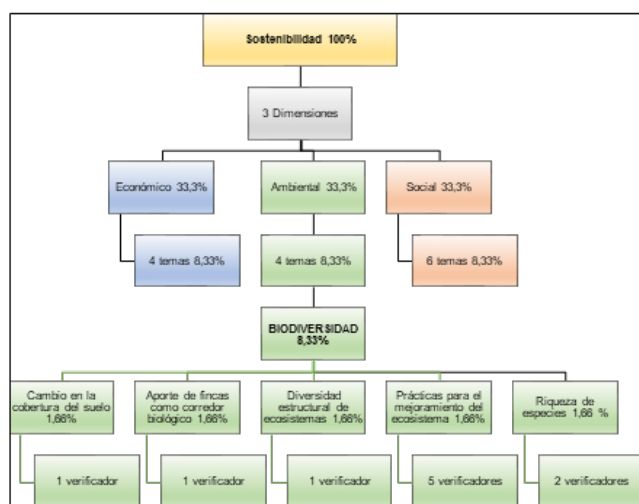 Sostenibilidad 100%
3 Dimensiones
Económico 33,3%
Ambiental 33,3%
Social 33,3%
4 temas 8,33%
4 temas 8,33%
6 temas 8,33%
BIODIVERSIDAD
8,33%
Cambio en la
cobertura del suelo
1,66%
Aporte de fincas
como corredor
biológico 1,66%
Diversidad
estructural de
ecosistemas 1,66%
Prácticas para el
mejoramiento del
ecosistema 1,66%
Riqueza de
especies 1,66 %
1 verificador
1 verificador
1 verificador
5 verificadores
2 verificadores